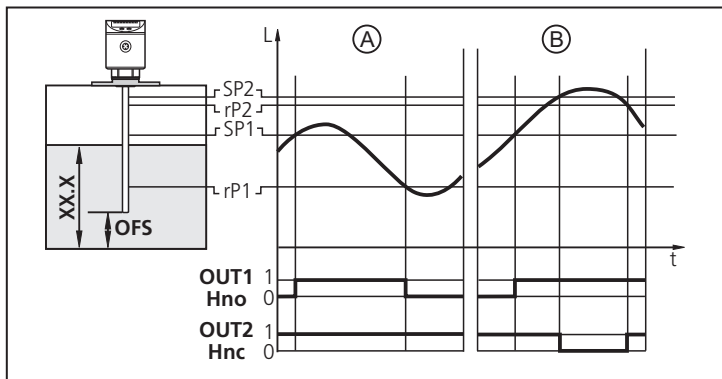 L
A
B
SP2
rP2
SP1
rP1
XX.X
OFS
t
OUT1 1
Hno 0
OUT2 1
Hnc 0